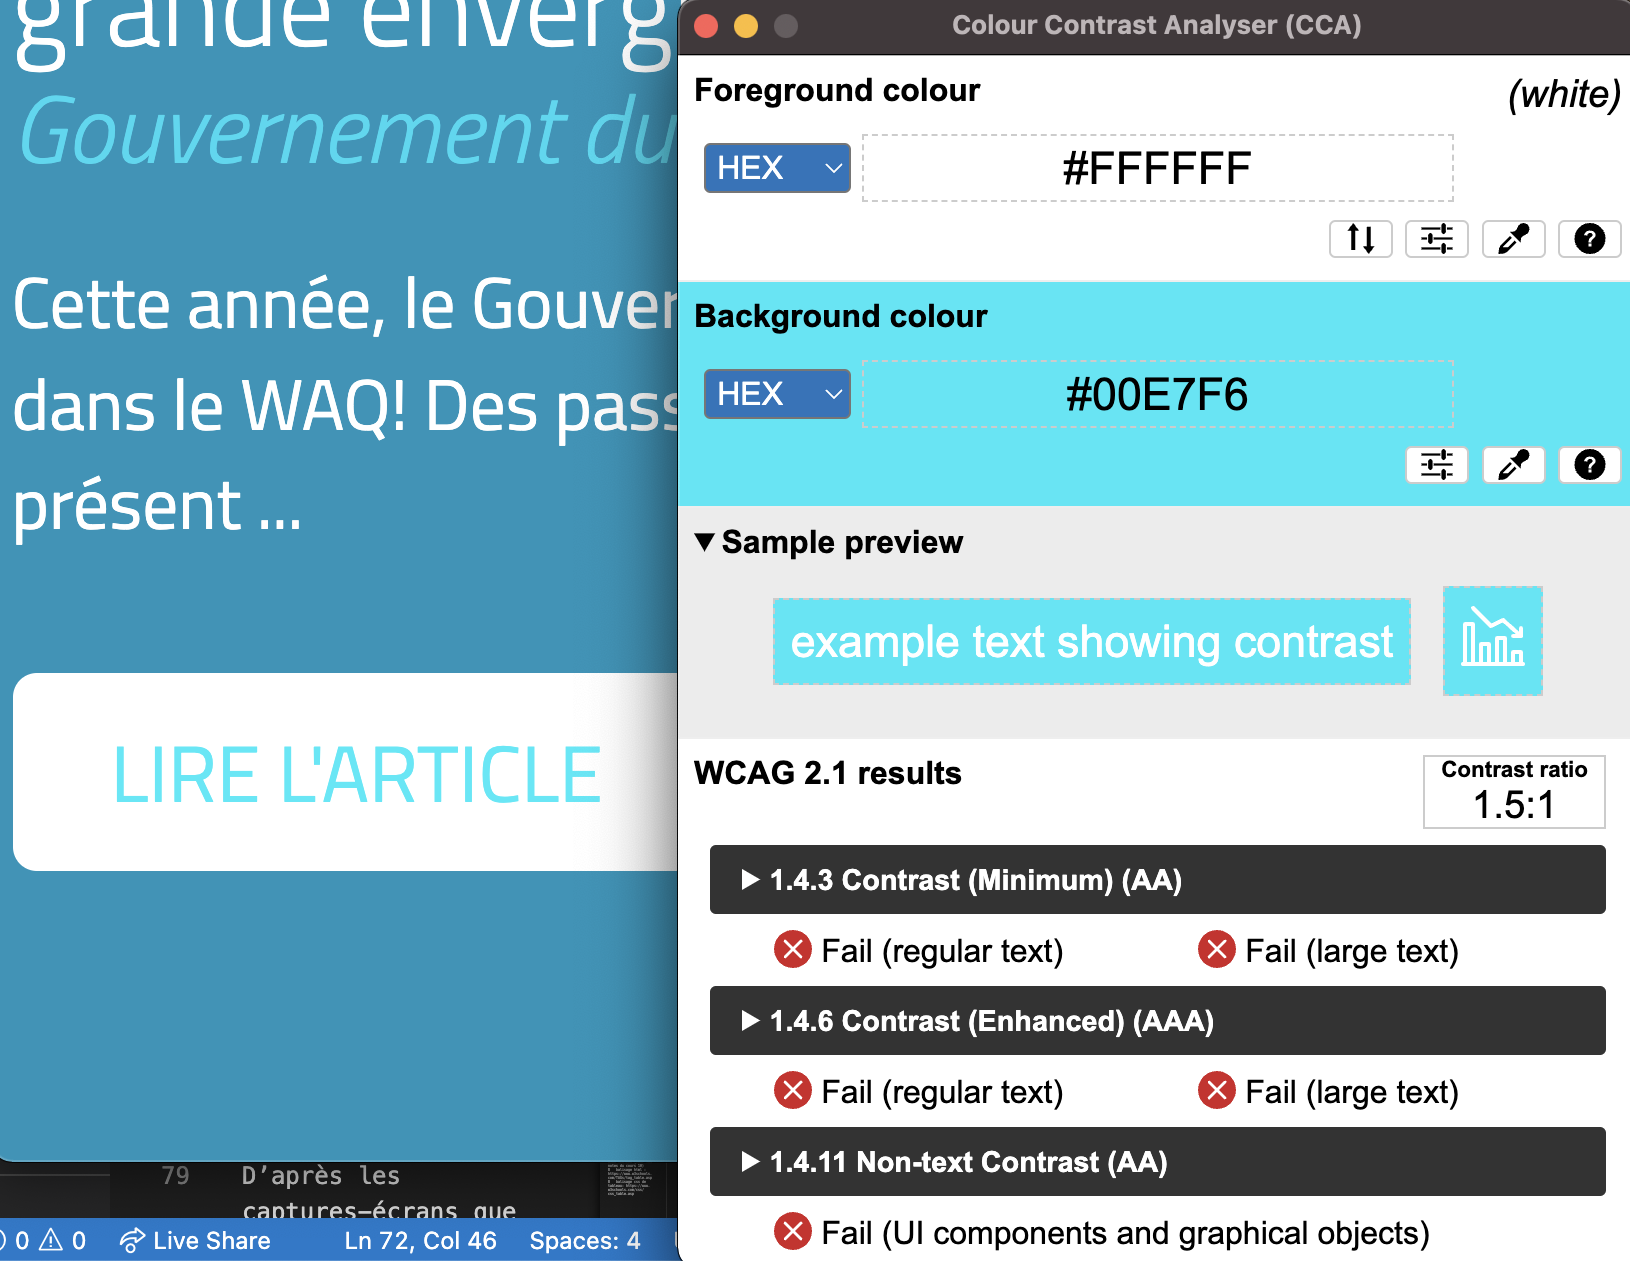 grande enverg
Gouvernement du
Cette année, le Gouver
dans le WAQ! Des pass
présent ...
LIRE L'ARTICLE
79 D’après les
captures-écrans que
0 0 Live Share Ln 72, Col 46 Spaces: 4
Colour Contrast Analyser (CCA)
Foreground colour (white)
HEX #FFFFFF
Background colour
HEX #00E7F6
Sample preview
example text showing contrast
WCAG 2.1 results
Contrast ratio
1.5:1
1.4.3 Contrast (Minimum) (AA)
Fail (regular text) Fail (large text)
1.4.6 Contrast (Enhanced) (AAA)
Fail (regular text) Fail (large text)
1.4.11 Non-text Contrast (AA)
Fail (UI components and graphical objects)